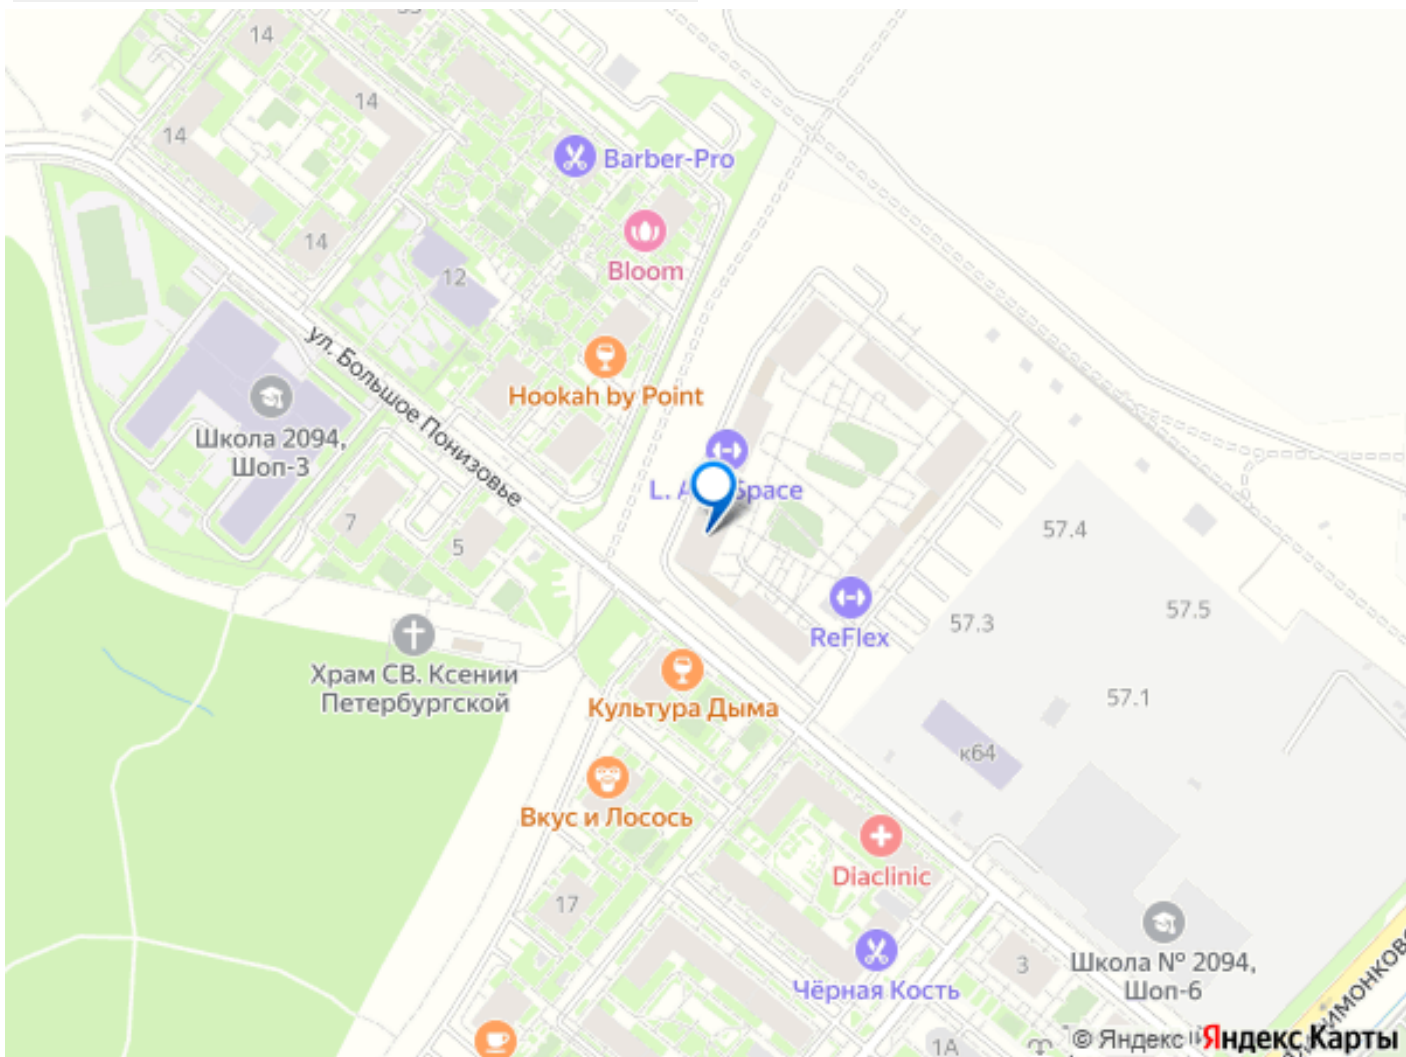 14
14
14
Barber-Pro
14
Bloom
12
ул. Большое Понизовье
Hookah by Point
Школа 2094,
Шоп-3
Space
7
5
57.4
57.5
57.3
ReFlex
Храм СВ. Ксении
Петербургской
57.1
Культура Дыма
к64
Вкус и Лосось
Diaclinic
17
Школа № 2094,
Шоп-6
3
Чёрная Кость
1А
© Яндекс
Яндекс Карты